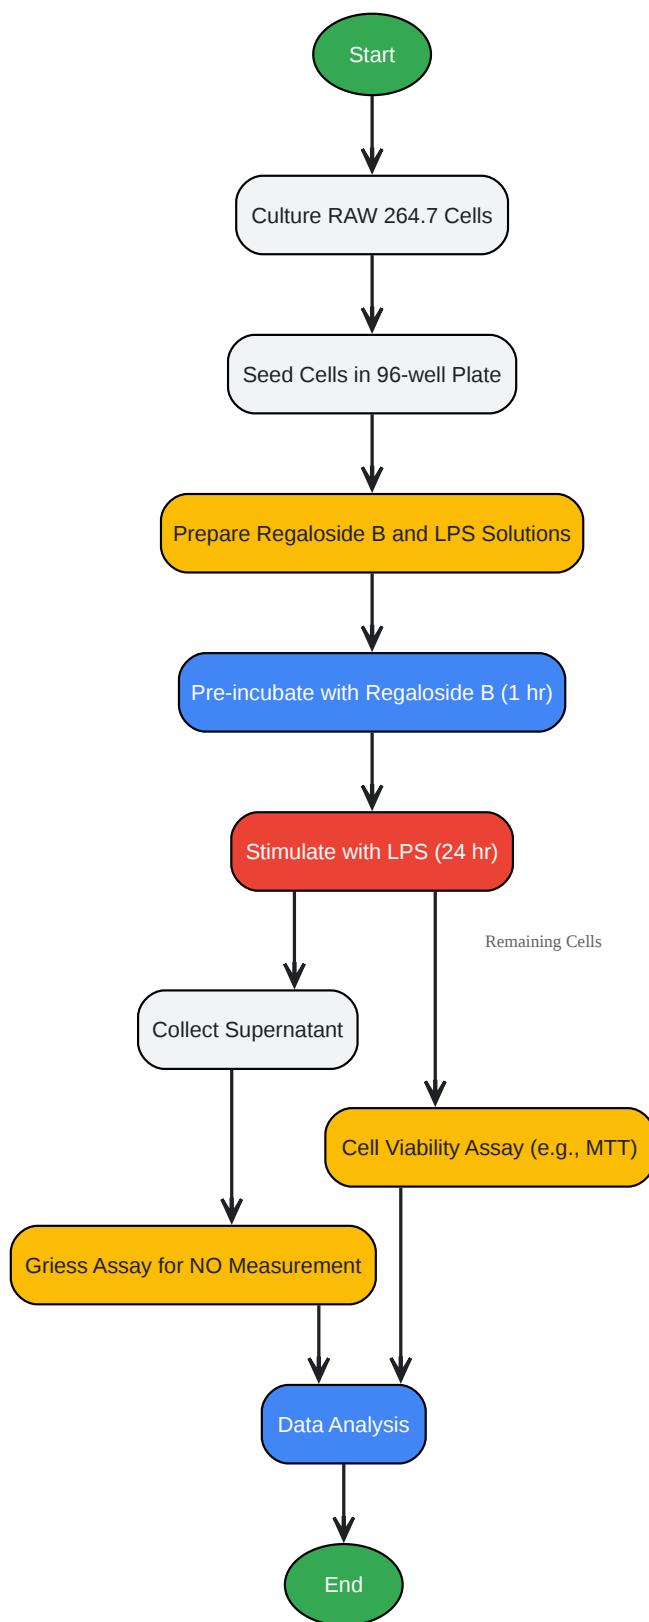 Start
Culture RAW 264.7 Cells
Seed Cells in 96-well Plate
Prepare Regaloside B and LPS Solutions
Pre-incubate with Regaloside B (1 hr)
Stimulate with LPS (24 hr)
Remaining Cells
Collect Supernatant
Cell Viability Assay (e.g., MTT)
Griess Assay for NO Measurement
Data Analysis
End